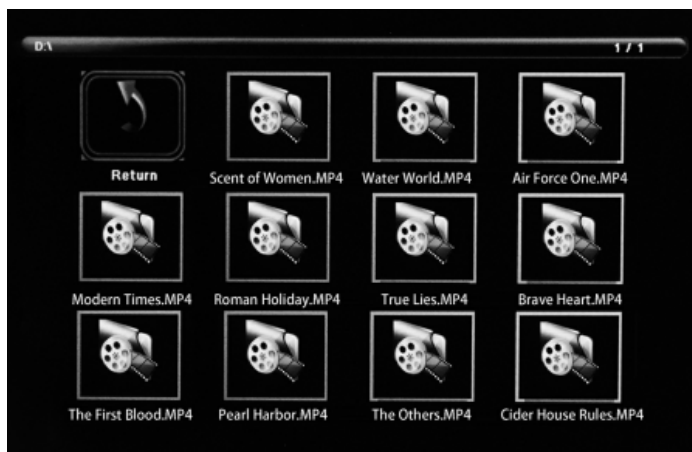 D:\ 1 / 1
Return Scent of Women.MP4 Water World.MP4 Air Force One.MP4
Modern Times.MP4 Roman Holiday.MP4 True Lies.MP4 Brave Heart.MP4
The First Blood.MP4 Pearl Harbor.MP4 The Others.MP4 Cider House Rules.MP4